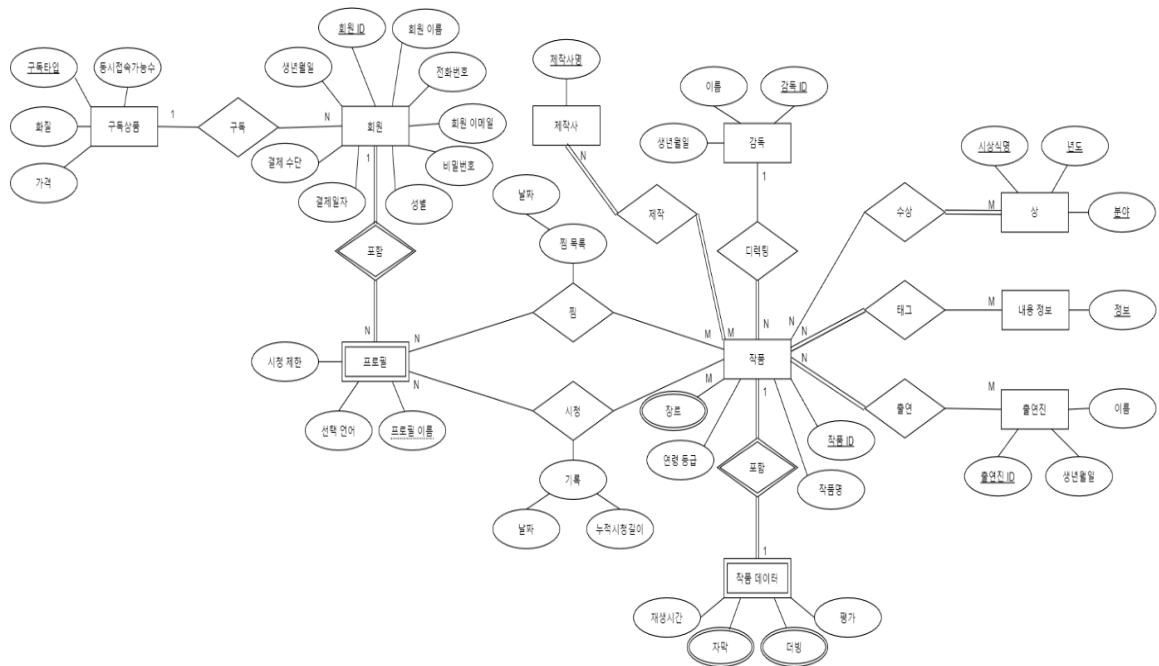 회원 ID
회원 이름
구독타입
동시접속가능수
생년월일
전화번호
제작사명
이름
감독 ID
1
N
구독상품
구독
회원
회원 이메일
화질
제작사
감독
생년월일
시상식명
년도
결제 수단
비밀번호
1
N
1
가격
결제일자
성별
날짜
제작
수상
M
상
분야
포함
찜 목록
디렉팅
찜
태그
M
내용 정보
정보
N
N
M
M
N
N
N
시청 제한
프로필
작품
N
M
1
N
M
선택 언어
프로필 이름
시청
장르
출연
출연진
이름
작품 ID
연령 등급
포함
기록
작품명
출연진 ID
생년월일
날짜
누적시청길이
1
작품 데이터
재생시간
평가
자막
더빙